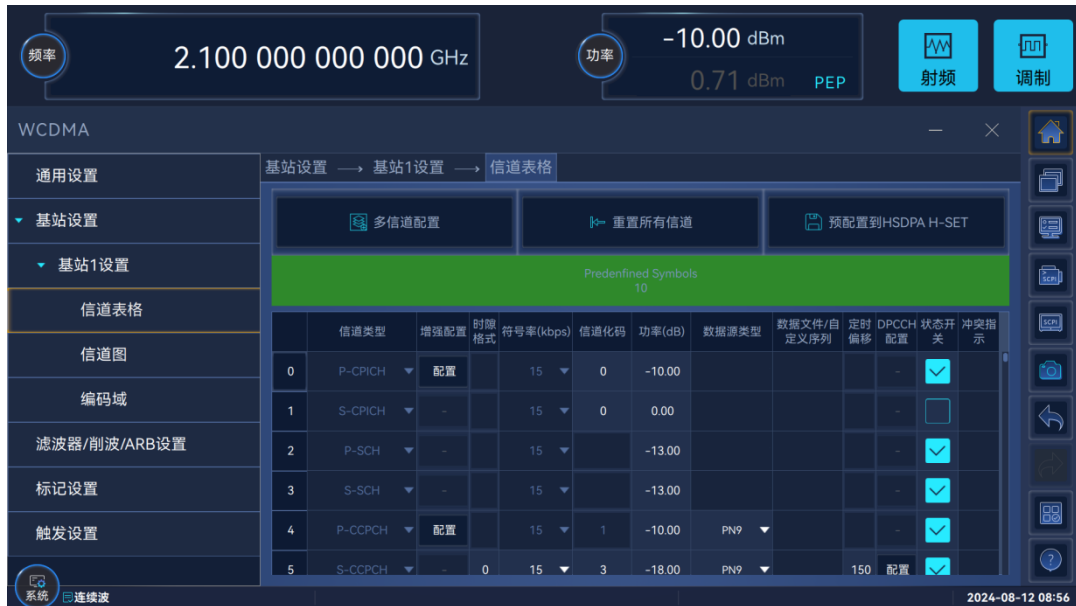 频率
2.100 000 000 000 GHz
功率
-10.00 dBm
0.71 dBm PEP
射频
调制
WCDMA
通用设置
基站设置
基站1设置
信道表格
信道图
编码域
滤波器/削波/ARB设置
标记设置
触发设置
基站设置 → 基站1设置 → 信道表格
多信道配置
重置所有信道
预配置到HSDPA H-SET
Predenfined Symbols
10
信道类型 增强配置 时隙格式 符号率(kbps) 信道化码 功率(dB) 数据源类型 数据文件/自定义序列 定时偏移 DPCCH配置 状态开关 冲突指示
0 P-CPICH 配置 15 0 -10.00 -
1 S-CPICH - 15 0 0.00 -
2 P-SCH - 15 -13.00 -
3 S-SCH - 15 -13.00 -
4 P-CCPCH 配置 15 1 -10.00 PN9 -
5 S-CCPCH - 0 15 3 -18.00 PN9 150 配置
SCPI
SCPI
系统
连续波
2024-08-12 08:56